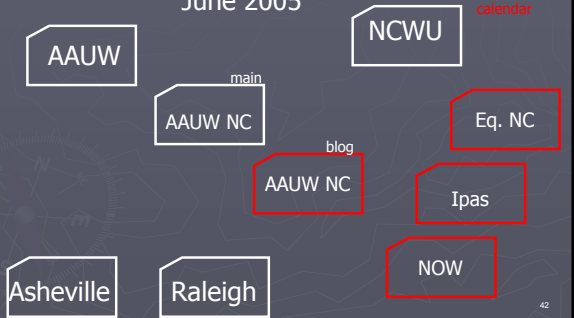 June 2005
calendar
NCWU
AAUW
main
AAUW NC
Eq. NC
blog
AAUW NC
Ipas
NOW
Asheville
Raleigh
42